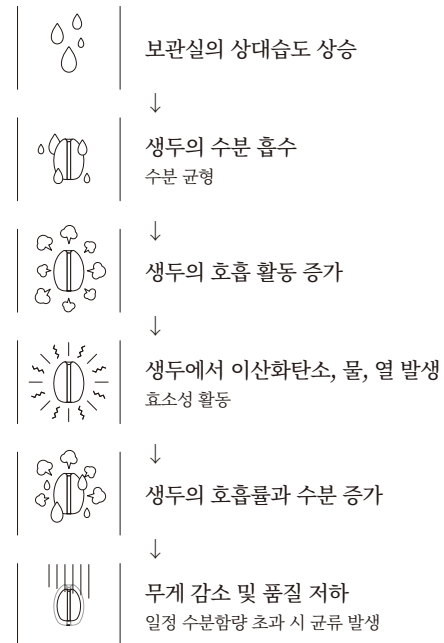 보관실의 상대습도 상승
↓
생두의 수분 흡수
수분 균형
↓
생두의 호흡 활동 증가
↓
생두에서 이산화탄소, 물, 열 발생
효소성 활동
↓
생두의 호흡률과 수분 증가
↓
무게 감소 및 품질 저하
일정 수분함량 초과 시 균류 발생